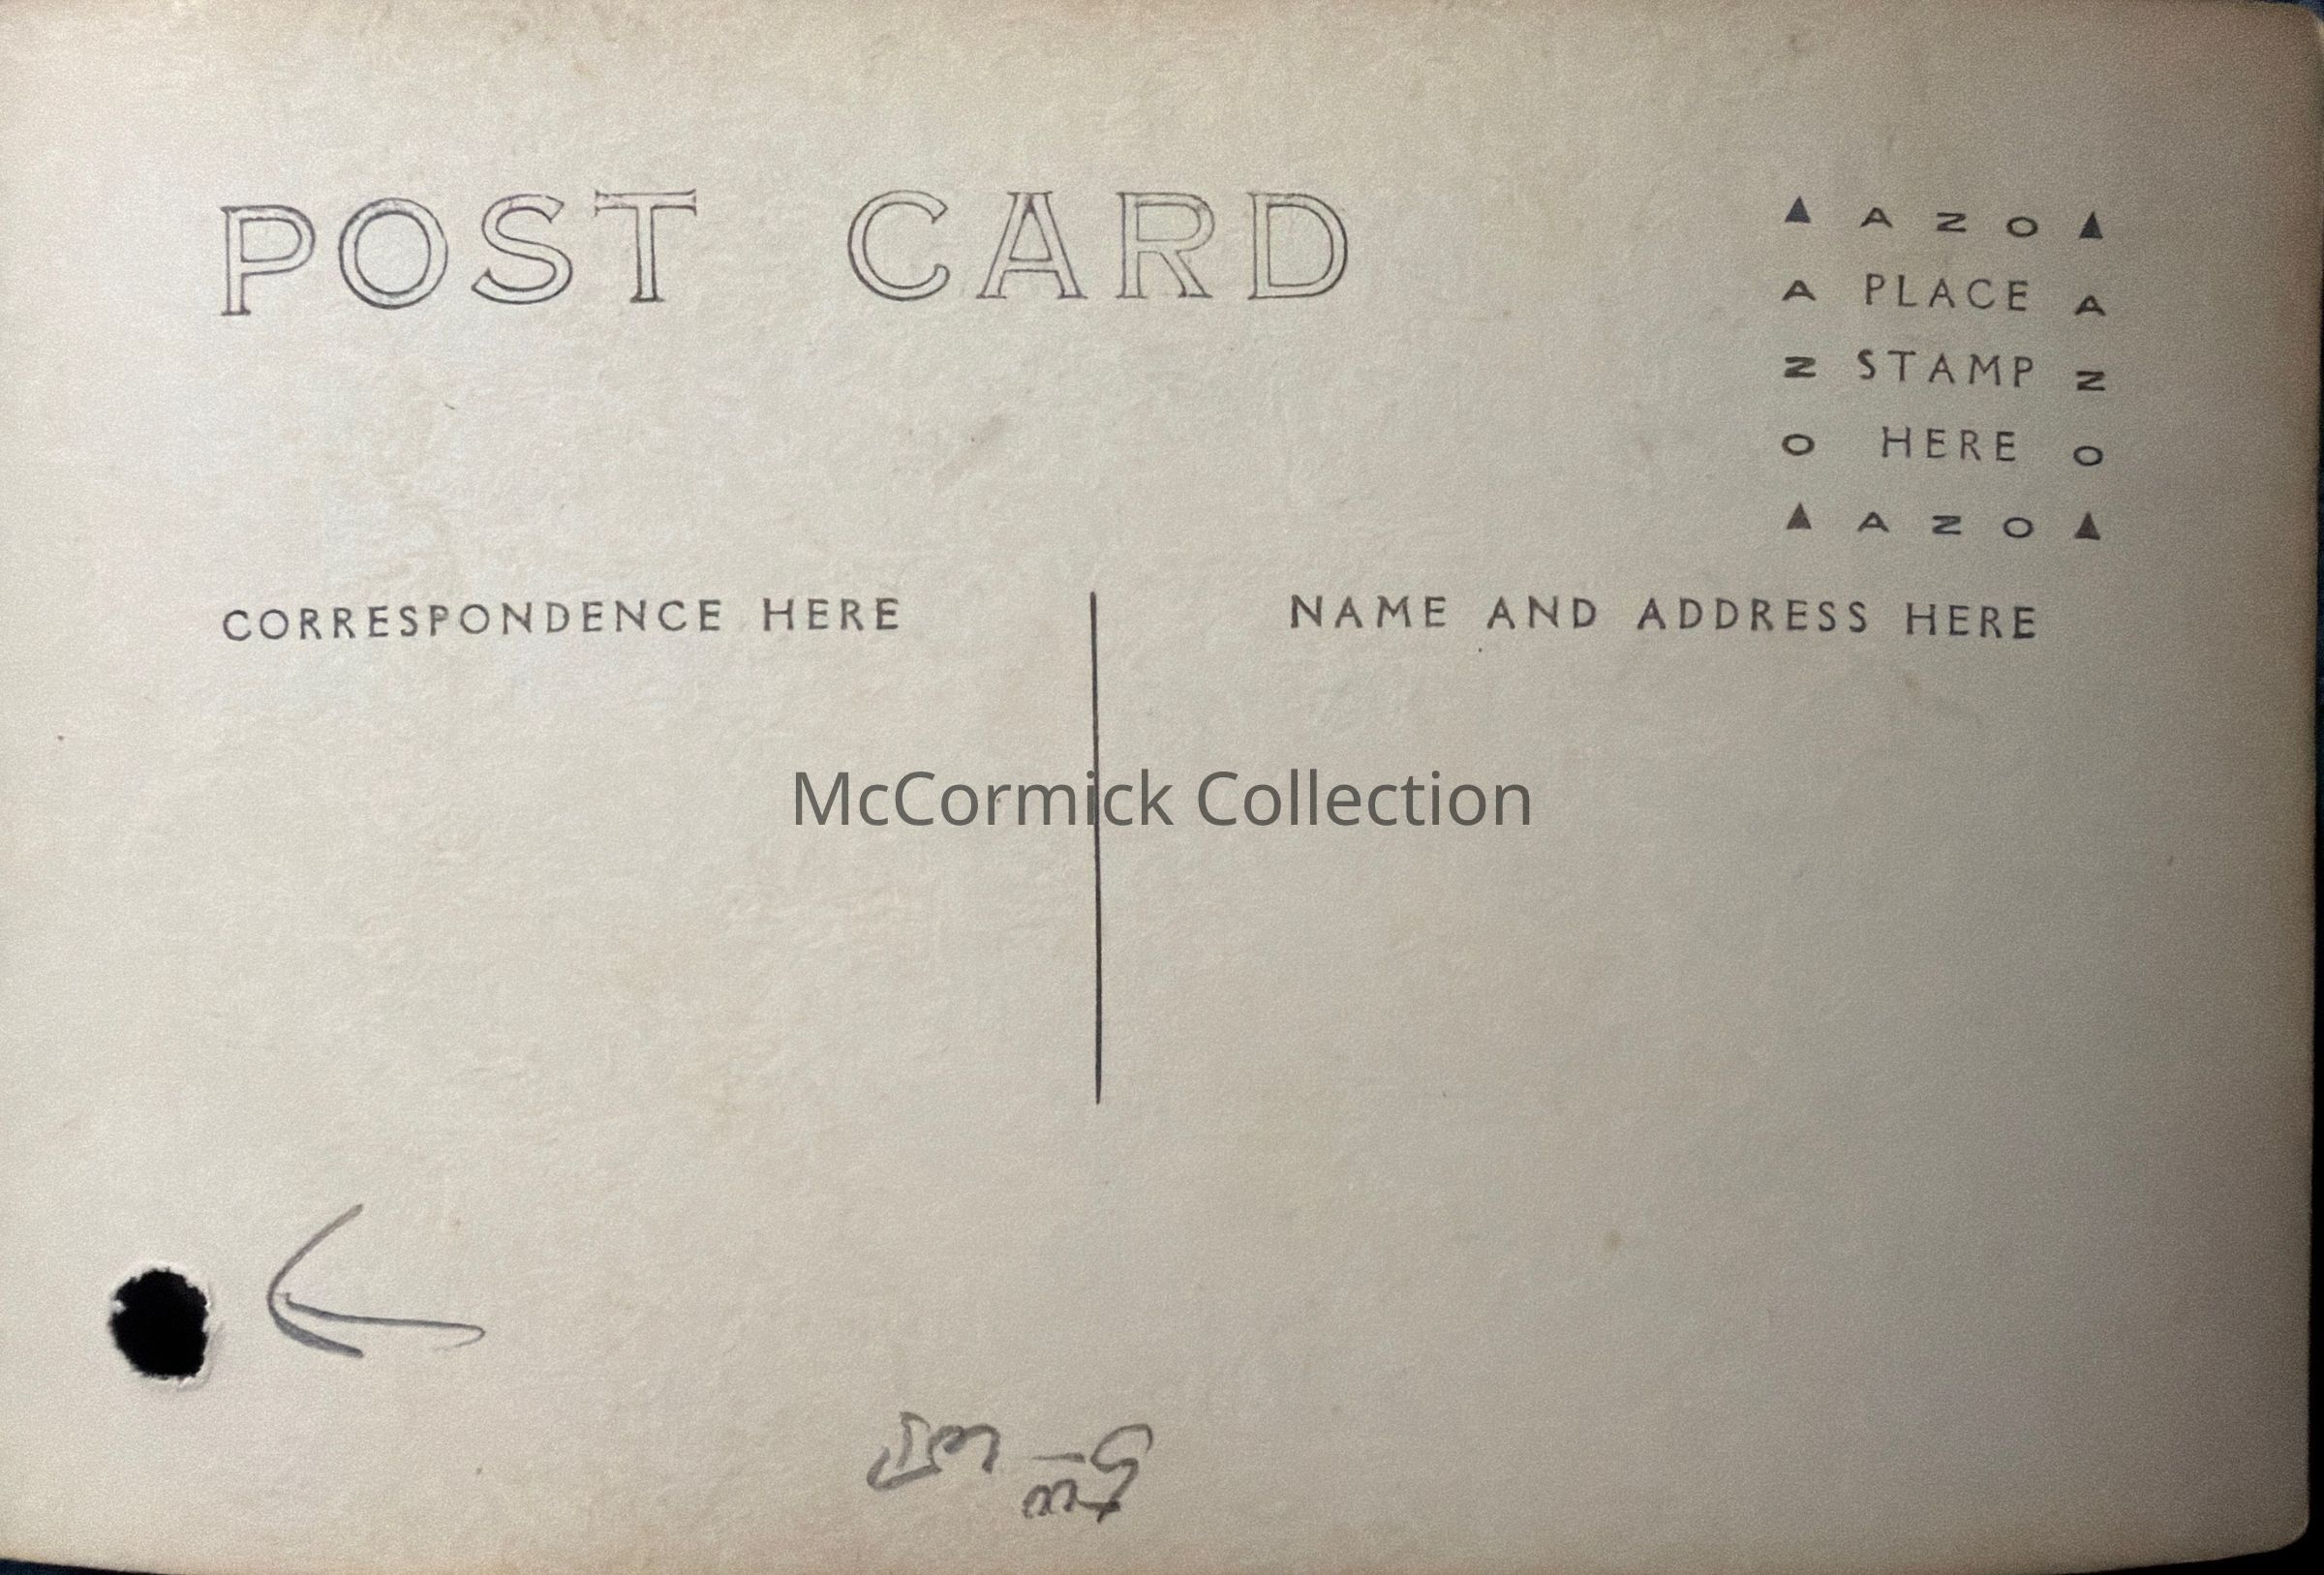 POST CARD
▲ A Z O ▲
A PLACE A
Z STAMP Z
O HERE O
▲ A Z O ▲
CORRESPONDENCE HERE
NAME AND ADDRESS HERE
McCormick Collection